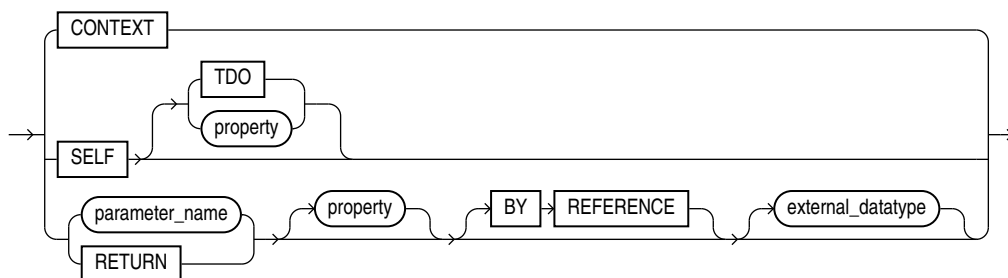 CONTEXT
TDO
property
SELF
parameter_name
RETURN
property
BY REFERENCE
external_datatype